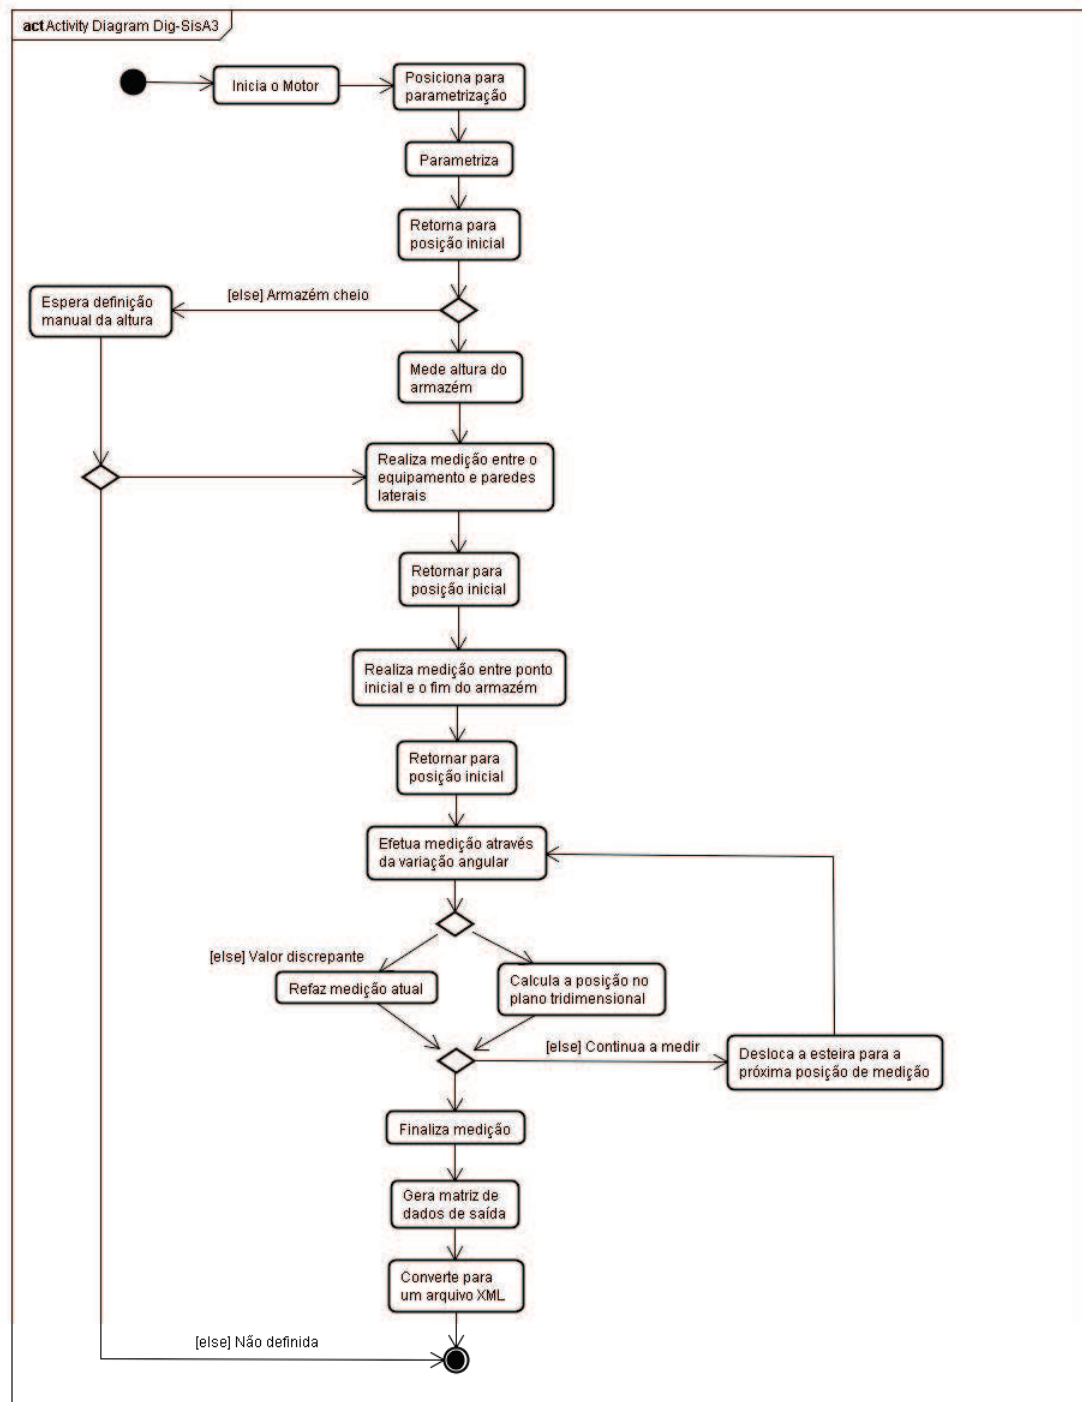 act Activity Diagram Dig-SisA3
Inicia o Motor
Posiciona para
parametrização
Parametriza
Retorna para
posição inicial
[else] Armazém cheio
Espera definição
manual da altura
Mede altura do
armazém
Realiza medição entre o
equipamento e paredes
laterais
Retornar para
posição inicial
Realiza medição entre ponto
inicial e o fim do armazém
Retornar para
posição inicial
Efetua medição através
da variação angular
[else] Valor discrepante
Refaz medição atual
Calcula a posição no
plano tridimensional
[else] Continua a medir
Desloca a esteira para a
próxima posição de medição
Finaliza medição
Gera matriz de
dados de saída
Converte para
um arquivo XML
[else] Não definida